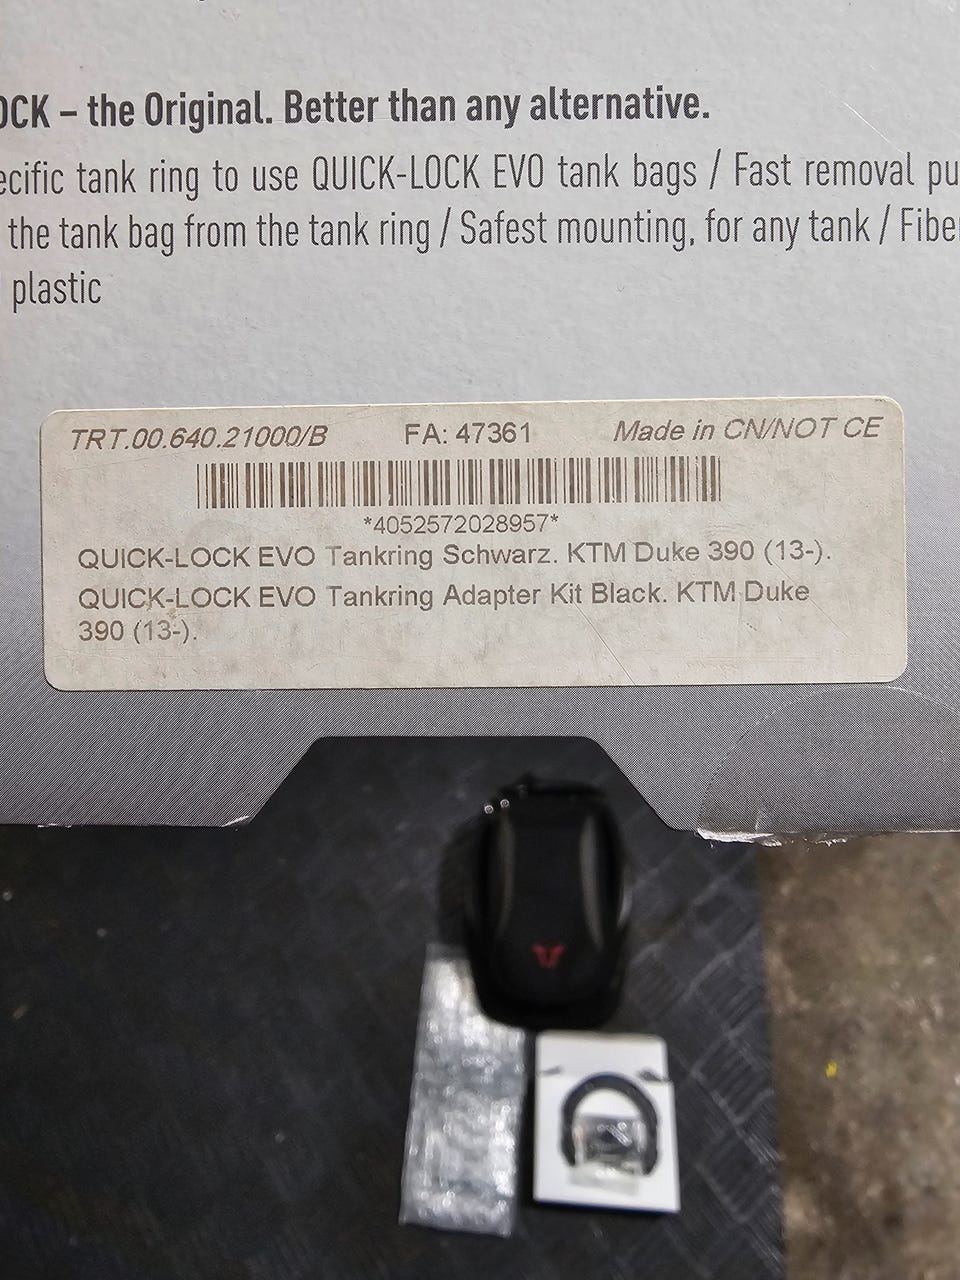 OCK – the Original. Better than any alternative.
ecific tank ring to use QUICK-LOCK EVO tank bags / Fast removal pu
the tank bag from the tank ring / Safest mounting, for any tank / Fibe
plastic
TRT.00.640.21000/B FA: 47361 Made in CN/NOT CE
*4052572028957*
QUICK-LOCK EVO Tankring Schwarz. KTM Duke 390 (13-).
QUICK-LOCK EVO Tankring Adapter Kit Black. KTM Duke
390 (13-).